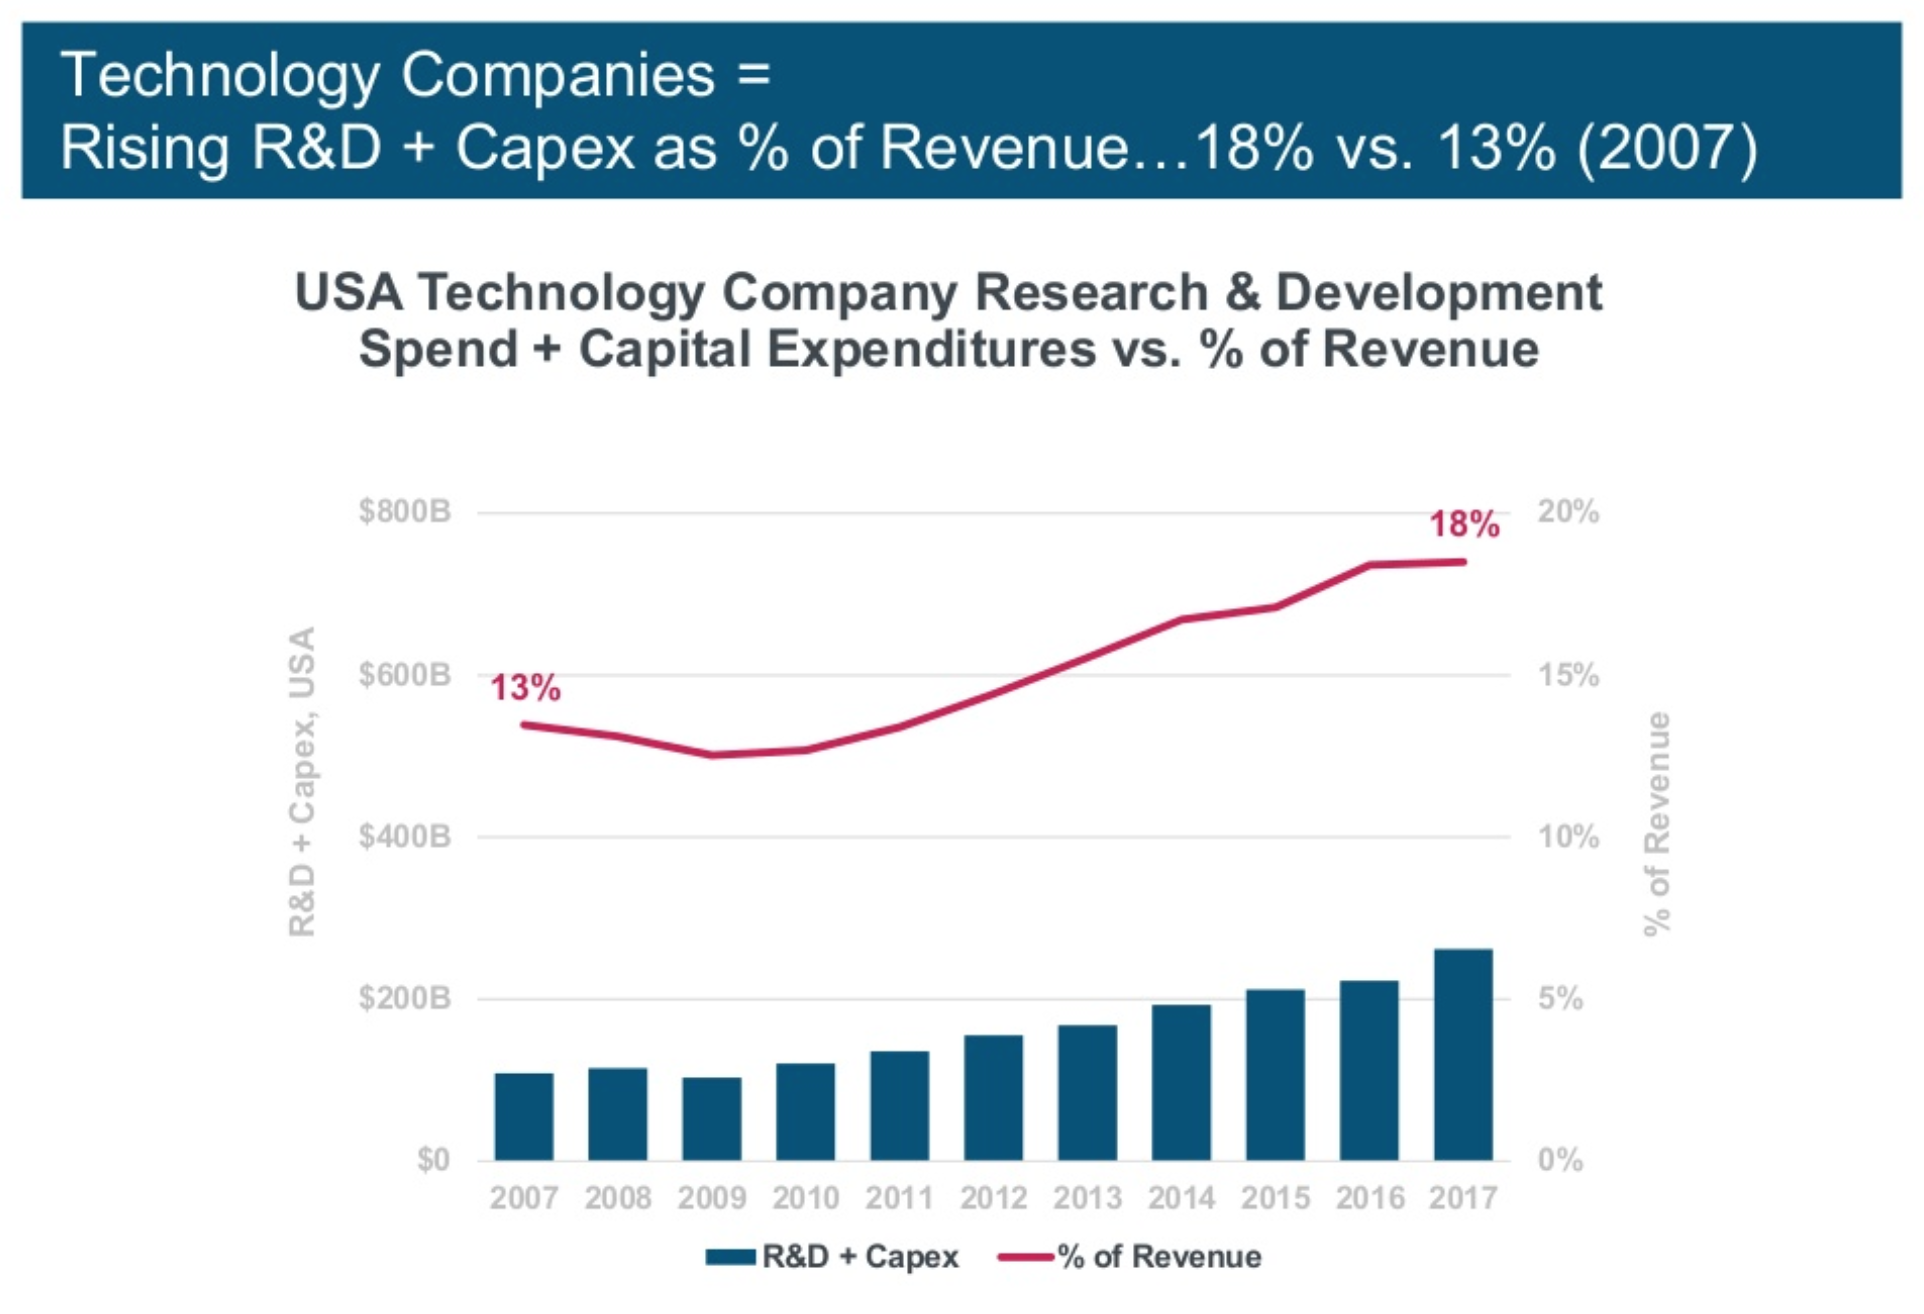 Technology Companies =
Rising R&D + Capex as % of Revenue…18% vs. 13% (2007)
USA Technology Company Research & Development
Spend + Capital Expenditures vs. % of Revenue
$800B
20%
18%
R&D + Capex, USA
$600B
15%
13%
% of Revenue
$400B
10%
$200B
5%
$0
0%
2007 2008 2009 2010 2011 2012 2013 2014 2015 2016 2017
R&D + Capex % of Revenue